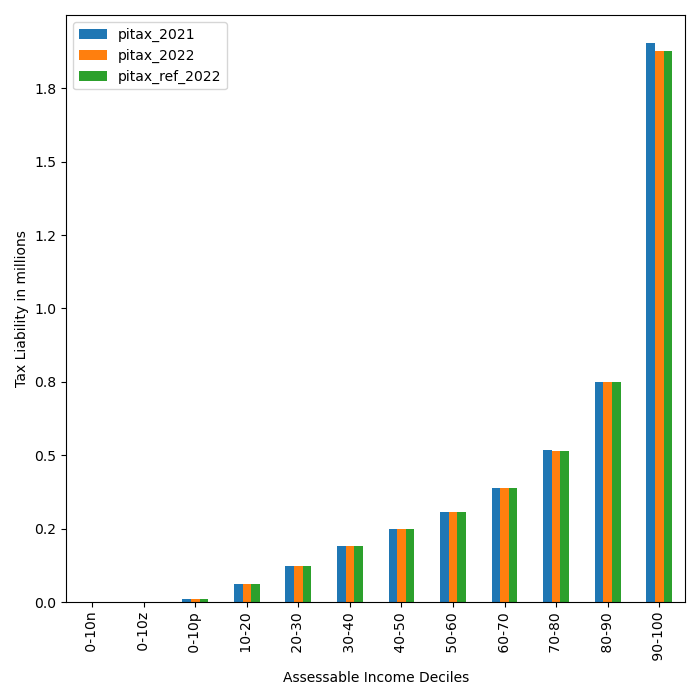 pitax_2021
pitax_2022
pitax_ref_2022
Tax Liability in millions
1.8
1.5
1.2
1.0
0.8
0.5
0.2
0.0
0-10n
0-10z
0-10p
10-20
20-30
30-40
40-50
50-60
60-70
70-80
80-90
90-100
Assessable Income Deciles